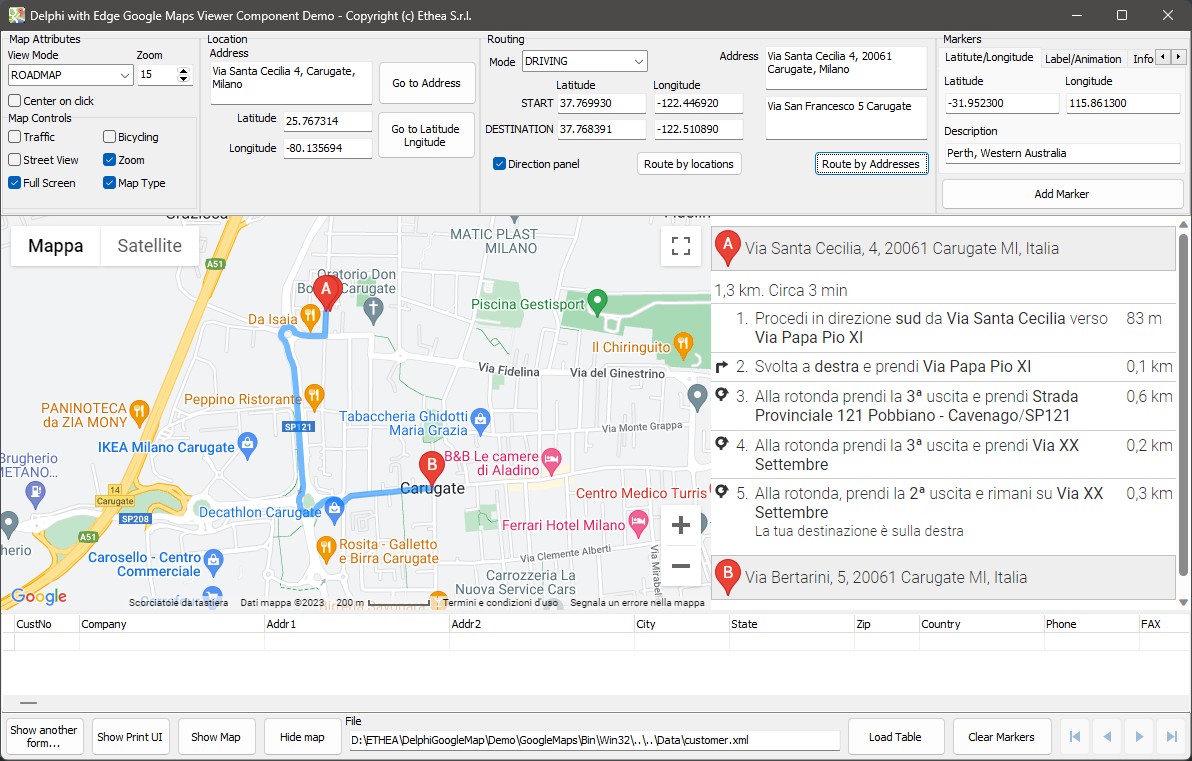 Delphi with Edge Google Maps Viewer Component Demo - Copyright (c) Ethea S.r.l.
Map Attributes
View Mode
Zoom
ROADMAP
15
Center on click
Map Controls
Traffic
Bicycling
Street View
Zoom
Full Screen
Map Type
Location
Address
Via Santa Cecilia 4, Carugate,
Milano
Go to Address
Latitude
25.767314
Longitude
-80.135694
Go to Latitude
Lngitude
Routing
Mode
DRIVING
Latitude
Longitude
START
37.769930
-122.446920
DESTINATION
37.768391
-122.510890
Direction panel
Route by locations
Address
Via Santa Cecilia 4, 20061
Carugate, Milano
Via San Francesco 5 Carugate
Route by Addresses
Markers
Latitute/Longitude
Label/Animation
Info
Latitude
Longitude
-31.952300
115.861300
Description
Perth, Western Australia
Add Marker
Mappa
Satellite
MATIC PLAST
MILANO
A51
Oratorio Don
Carugate
A
Da Isaia
Piscina Gestisport
Il Chiringuito
Via Fidelina
Via del Ginestrino
Peppino Ristorante
PANINOTECA
da ZIA MONY
SP121
Tabaccheria Ghidotti
Maria Grazia
Via Monte Grappa
IKEA Milano Carugate
Brugherio
METANO...
B&B Le camere
di Aladino
B
Carugate
14
Carugate
SP208
Centro Medico Turris
Decathlon Carugate
Ferrari Hotel Milano
A51
gherio
Carosello - Centro
Commerciale
Rosita - Galletto
e Birra Carugate
Via Clemente Alberti
Via Mirabel
Carrozzeria La
Nuova Service Cars
Google
Scorciatoie da tastiera
Dati mappa ©2023
200 m
Termini e condizioni d'uso
Segnala un errore nella mappa
A
Via Santa Cecilia, 4, 20061 Carugate MI, Italia
1,3 km. Circa 3 min
1. Procedi in direzione sud da Via Santa Cecilia verso 83 m
Via Papa Pio XI
2. Svolta a destra e prendi Via Papa Pio XI 0,1 km
3. Alla rotonda prendi la 3ª uscita e prendi Strada 0,6 km
Provinciale 121 Pobbiano - Cavenago/SP121
4. Alla rotonda prendi la 3ª uscita e prendi Via XX 0,2 km
Settembre
5. Alla rotonda, prendi la 2ª uscita e rimani su Via XX 0,3 km
Settembre
La tua destinazione è sulla destra
B
Via Bertarini, 5, 20061 Carugate MI, Italia
CustNo
Company
Addr1
Addr2
City
State
Zip
Country
Phone
FAX
Show another
form...
Show Print UI
Show Map
Hide map
File
D:\ETHEA\DelphiGoogleMap\Demo\GoogleMaps\Bin\Win32\..\..\Data\customer.xml
Load Table
Clear Markers